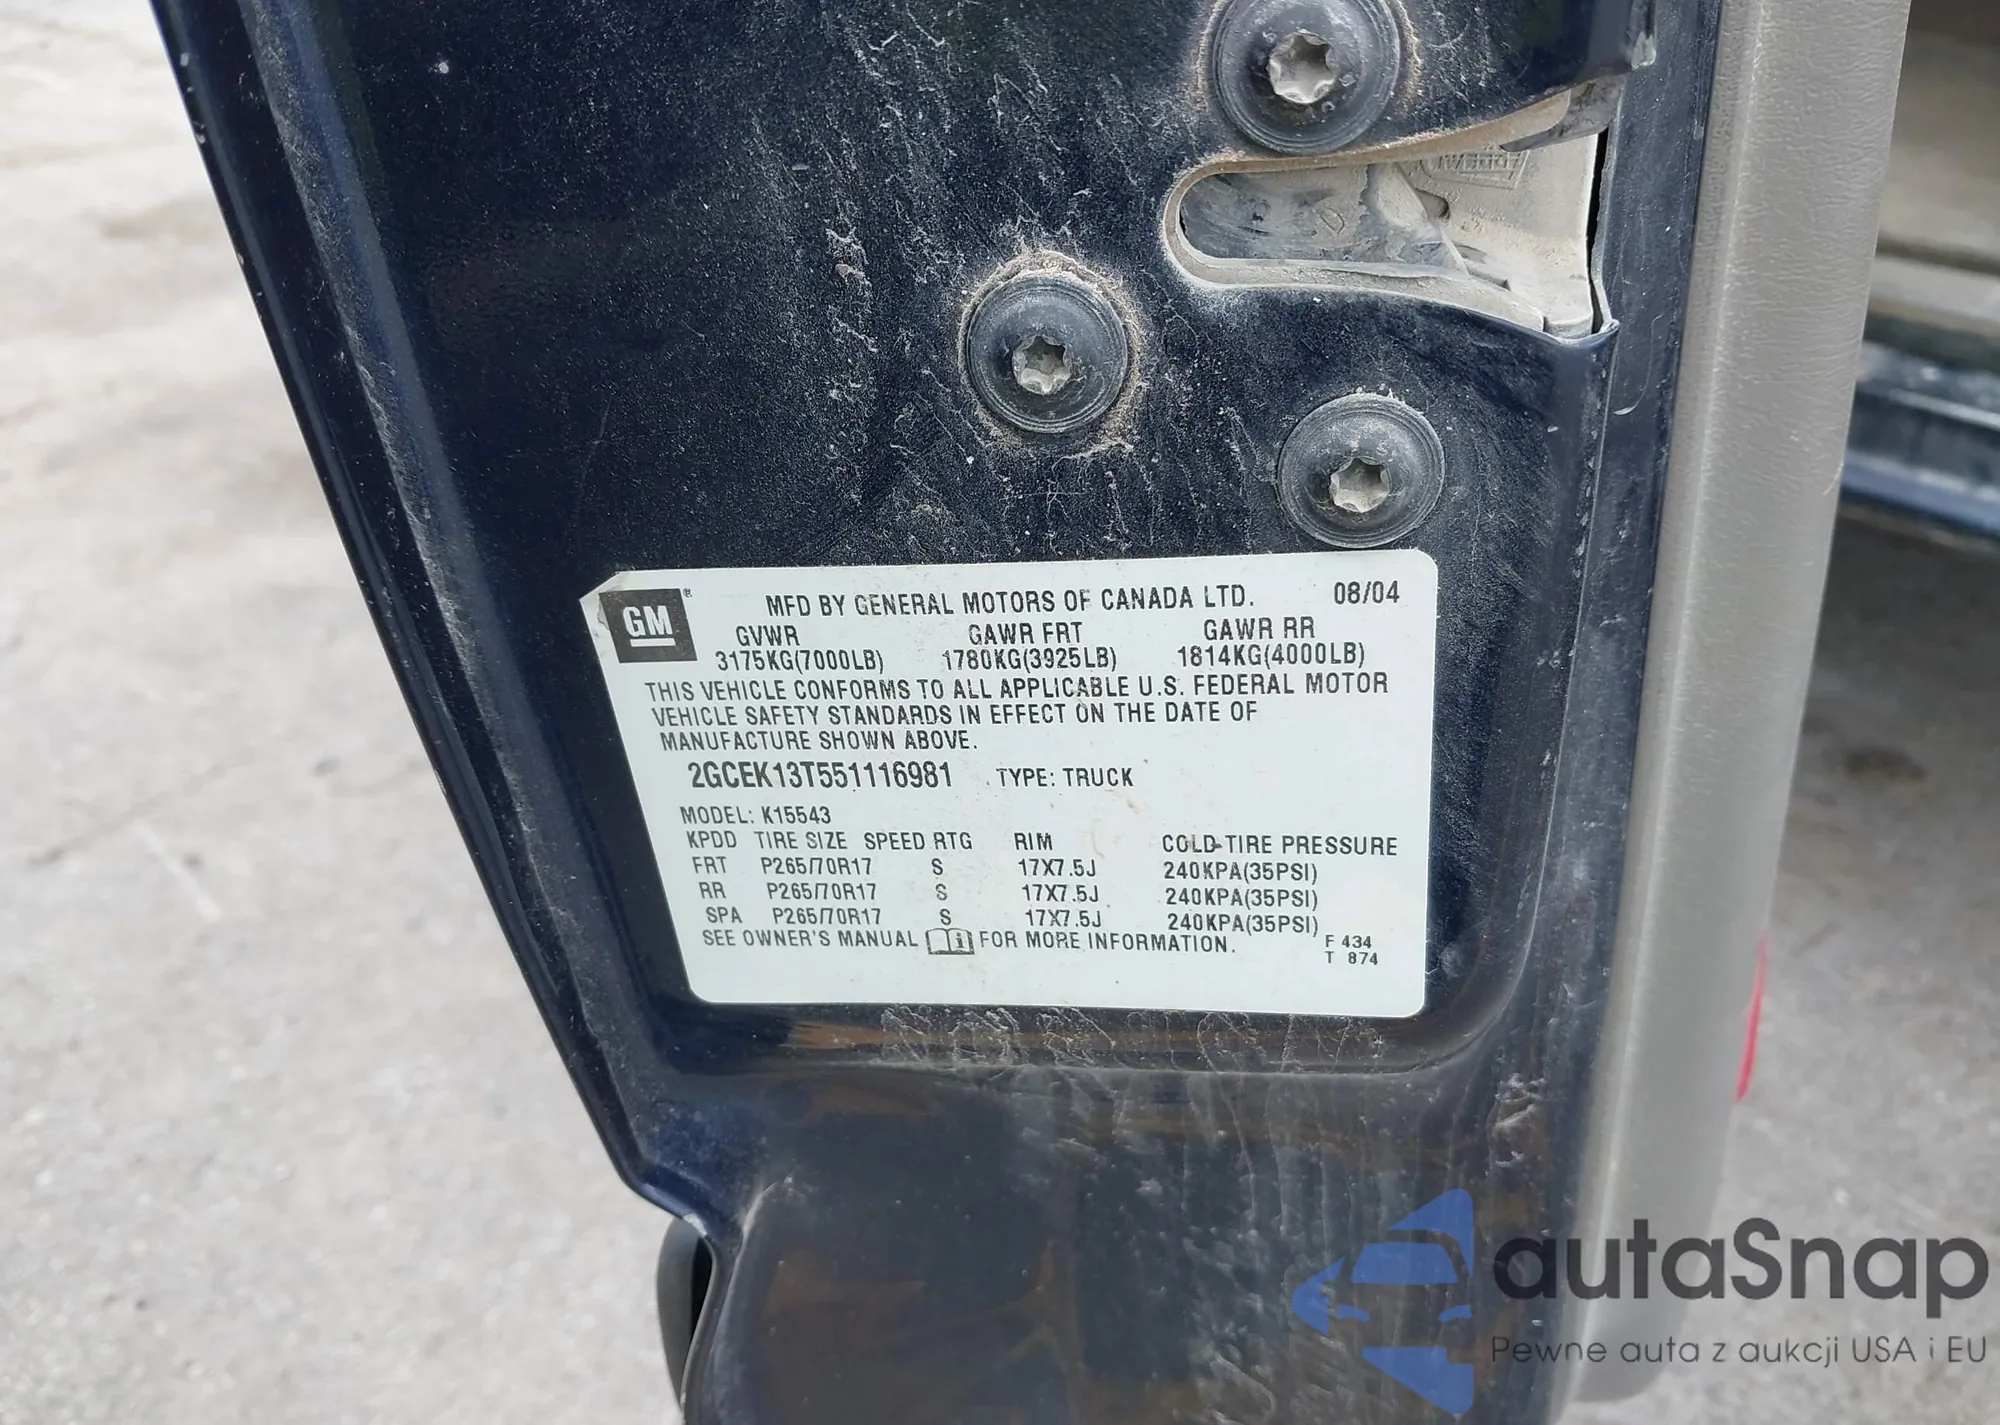 GM® MFD BY GENERAL MOTORS OF CANADA LTD. 08/04
GVWR GAWR FRT GAWR RR
3175KG(7000LB) 1780KG(3925LB) 1814KG(4000LB)
THIS VEHICLE CONFORMS TO ALL APPLICABLE U.S. FEDERAL MOTOR
VEHICLE SAFETY STANDARDS IN EFFECT ON THE DATE OF
MANUFACTURE SHOWN ABOVE.
2GCEK13T551116981 TYPE: TRUCK
MODEL: K15543
KPDD TIRE SIZE SPEED RTG RIM COLD TIRE PRESSURE
FRT P265/70R17 S 17X7.5J 240KPA(35PSI)
RR P265/70R17 S 17X7.5J 240KPA(35PSI)
SPA P265/70R17 S 17X7.5J 240KPA(35PSI)
SEE OWNER'S MANUAL FOR MORE INFORMATION.
F 434
T 874
autaSnap
Pewne auta z aukcji USA i EU